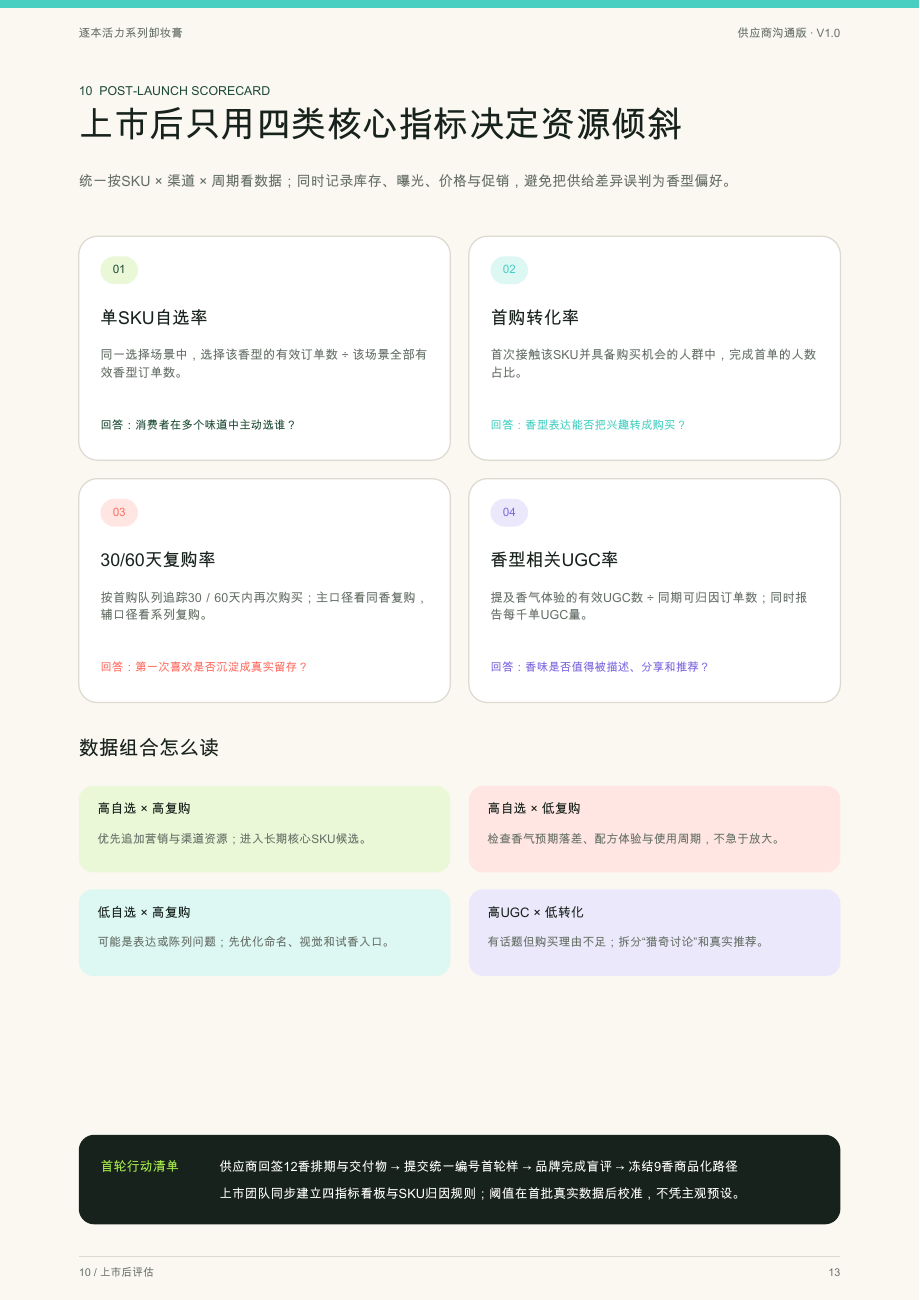 逐本活力系列卸妆膏
供应商沟通版 · V1.0
10 POST-LAUNCH SCORECARD
上市后只用四类核心指标决定资源倾斜
统一按SKU × 渠道 × 周期看数据；同时记录库存、曝光、价格与促销，避免把供给差异误判为香型偏好。
01
单SKU自选率
同一选择场景中，选择该香型的有效订单数 ÷ 该场景全部有
效香型订单数。
回答：消费者在多个味道中主动选谁？
02
首购转化率
首次接触该SKU并具备购买机会的人群中，完成首单的人数
占比。
回答：香型表达能否把兴趣转成购买？
03
30/60天复购率
按首购队列追踪30 / 60天内再次购买；主口径看同香复购，
辅口径看系列复购。
回答：第一次喜欢是否沉淀成真实留存？
04
香型相关UGC率
提及香气体验的有效UGC数 ÷ 同期可归因订单数；同时报
告每千单UGC量。
回答：香味是否值得被描述、分享和推荐？
数据组合怎么读
高自选 × 高复购
优先追加营销与渠道资源；进入长期核心SKU候选。
高自选 × 低复购
检查香气预期落差、配方体验与使用周期，不急于放大。
低自选 × 高复购
可能是表达或陈列问题；先优化命名、视觉和试香入口。
高UGC × 低转化
有话题但购买理由不足；拆分“猎奇讨论”和真实推荐。
首轮行动清单
供应商回签12香排期与交付物 → 提交统一编号首轮样 → 品牌完成盲评 → 冻结9香商品化路径
上市团队同步建立四指标看板与SKU归因规则；阈值在首批真实数据后校准，不凭主观预设。
10 / 上市后评估
13